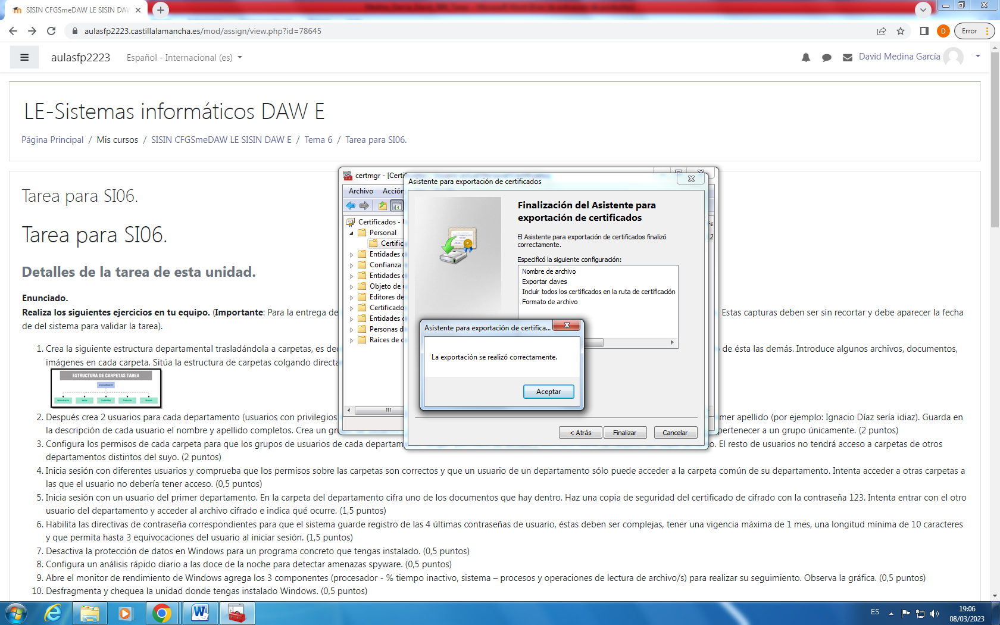 SISIN CFGSmeDAW LE SISIN DAW
aulasfp2223.castillalamancha.es/mod/assign/view.php?id=78645
D
Error
aulasfp2223
Español - Internacional (es)
David Medina García
LE-Sistemas informáticos DAW E
Página Principal / Mis cursos / SISIN CFGSmeDAW LE SISIN DAW E / Tema 6 / Tarea para SI06.
Tarea para SI06.
Tarea para SI06.
Detalles de la tarea de esta unidad.
Enunciado.
Realiza los siguientes ejercicios en tu equipo. (Importante: Para la entrega de
Estas capturas deben ser sin recortar y debe aparecer la fecha
de del sistema para validar la tarea).
1. Crea la siguiente estructura departamental trasladándola a carpetas, es dec
de ésta las demás. Introduce algunos archivos, documentos,
imágenes en cada carpeta. Sitúa la estructura de carpetas colgando directa
ESTRUCTURA DE CARPETAS TAREA
2. Después crea 2 usuarios para cada departamento (usuarios con privilegios
mer apellido (por ejemplo: Ignacio Díaz sería idiaz). Guarda en
la descripción de cada usuario el nombre y apellido completos. Crea un gr
pertenecer a un grupo únicamente. (2 puntos)
3. Configura los permisos de cada carpeta para que los grupos de usuarios de cada departam
o. El resto de usuarios no tendrá acceso a carpetas de otros
departamentos distintos del suyo. (2 puntos)
4. Inicia sesión con diferentes usuarios y comprueba que los permisos sobre las carpetas son correctos y que un usuario de un departamento sólo puede acceder a la carpeta común de su departamento. Intenta acceder a otras carpetas a
las que el usuario no debería tener acceso. (0,5 puntos)
5. Inicia sesión con un usuario del primer departamento. En la carpeta del departamento cifra uno de los documentos que hay dentro. Haz una copia de seguridad del certificado de cifrado con la contraseña 123. Intenta entrar con el otro
usuario del departamento y acceder al archivo cifrado e indica qué ocurre. (1,5 puntos)
6. Habilita las directivas de contraseña correspondientes para que el sistema guarde registro de las 4 últimas contraseñas de usuario, éstas deben ser complejas, tener una vigencia máxima de 1 mes, una longitud mínima de 10 caracteres
y que permita hasta 3 equivocaciones del usuario al iniciar sesión. (1,5 puntos)
7. Desactiva la protección de datos en Windows para un programa concreto que tengas instalado. (0,5 puntos)
8. Configura un análisis rápido diario a las doce de la noche para detectar amenazas spyware. (0,5 puntos)
9. Abre el monitor de rendimiento de Windows agrega los 3 componentes (procesador - % tiempo inactivo, sistema – procesos y operaciones de lectura de archivo/s) para realizar su seguimiento. Observa la gráfica. (0,5 puntos)
10. Desfragmenta y chequea la unidad donde tengas instalado Windows. (0,5 puntos)
certmgr - [Certi
Archivo Acción
Certificados - U
Personal
Certific
Entidades
Confianza
Entidades
Objeto de
Editores de
Certificado
Entidades
Personas d
Raíces de c
Asistente para exportación de certificados
Finalización del Asistente para
exportación de certificados
El Asistente para exportación de certificados finalizó
correctamente.
Especificó la siguiente configuración:
Nombre de archivo
Exportar claves
Incluir todos los certificados en la ruta de certificación
Formato de archivo
Asistente para exportación de certifica...
La exportación se realizó correctamente.
Aceptar
< Atrás
Finalizar
Cancelar
ES
19:06
08/03/2023